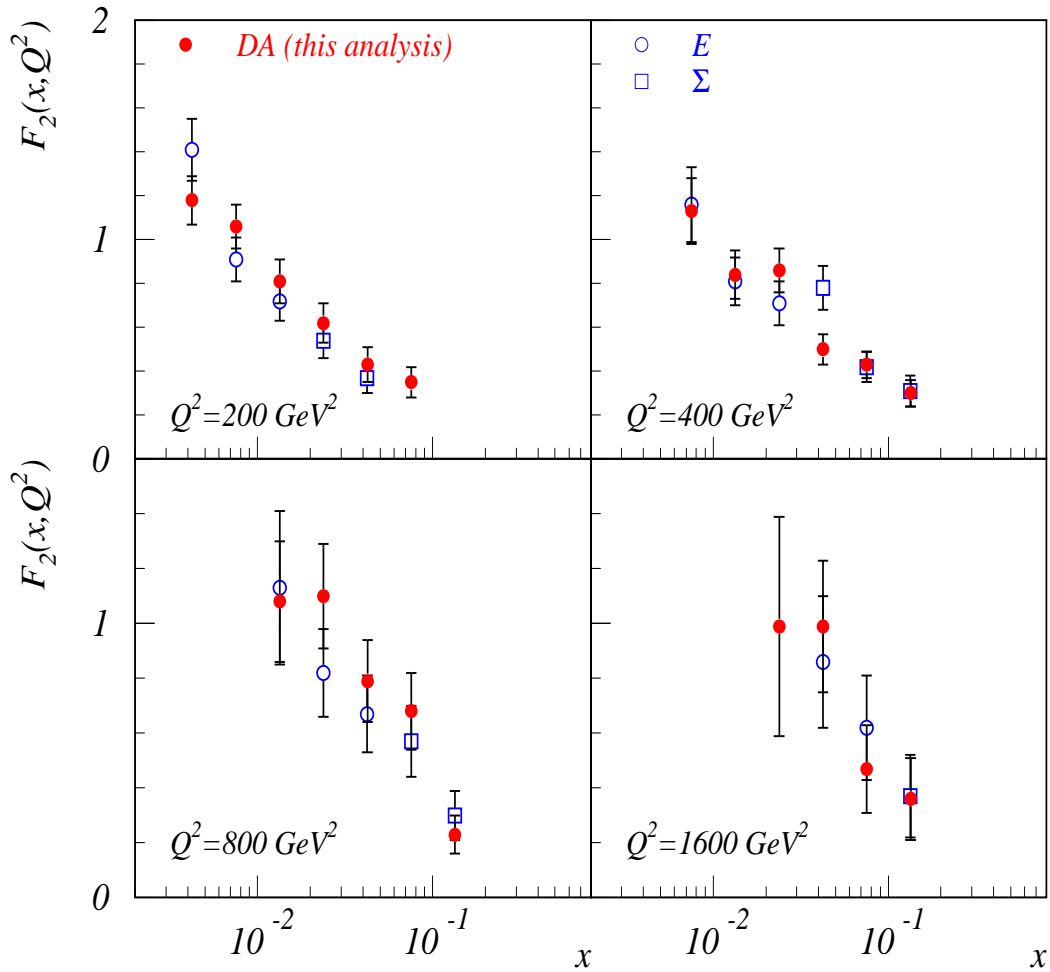 2
DA (this analysis)
E
Σ
F₂(x,Q²)
1
Q²=200 GeV²
Q²=400 GeV²
0
F₂(x,Q²)
1
Q²=800 GeV²
Q²=1600 GeV²
0
10⁻² 10⁻¹ x 10⁻² 10⁻¹ x